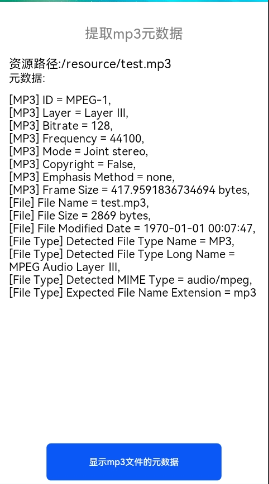 提取mp3元数据
资源路径:/resource/test.mp3
元数据:
[MP3] ID = MPEG-1,
[MP3] Layer = Layer III,
[MP3] Bitrate = 128,
[MP3] Frequency = 44100,
[MP3] Mode = Joint stereo,
[MP3] Copyright = False,
[MP3] Emphasis Method = none,
[MP3] Frame Size = 417.9591836734694 bytes,
[File] File Name = test.mp3,
[File] File Size = 2869 bytes,
[File] File Modified Date = 1970-01-01 00:07:47,
[File Type] Detected File Type Name = MP3,
[File Type] Detected File Type Long Name =
MPEG Audio Layer III,
[File Type] Detected MIME Type = audio/mpeg,
[File Type] Expected File Name Extension = mp3
显示mp3文件的元数据